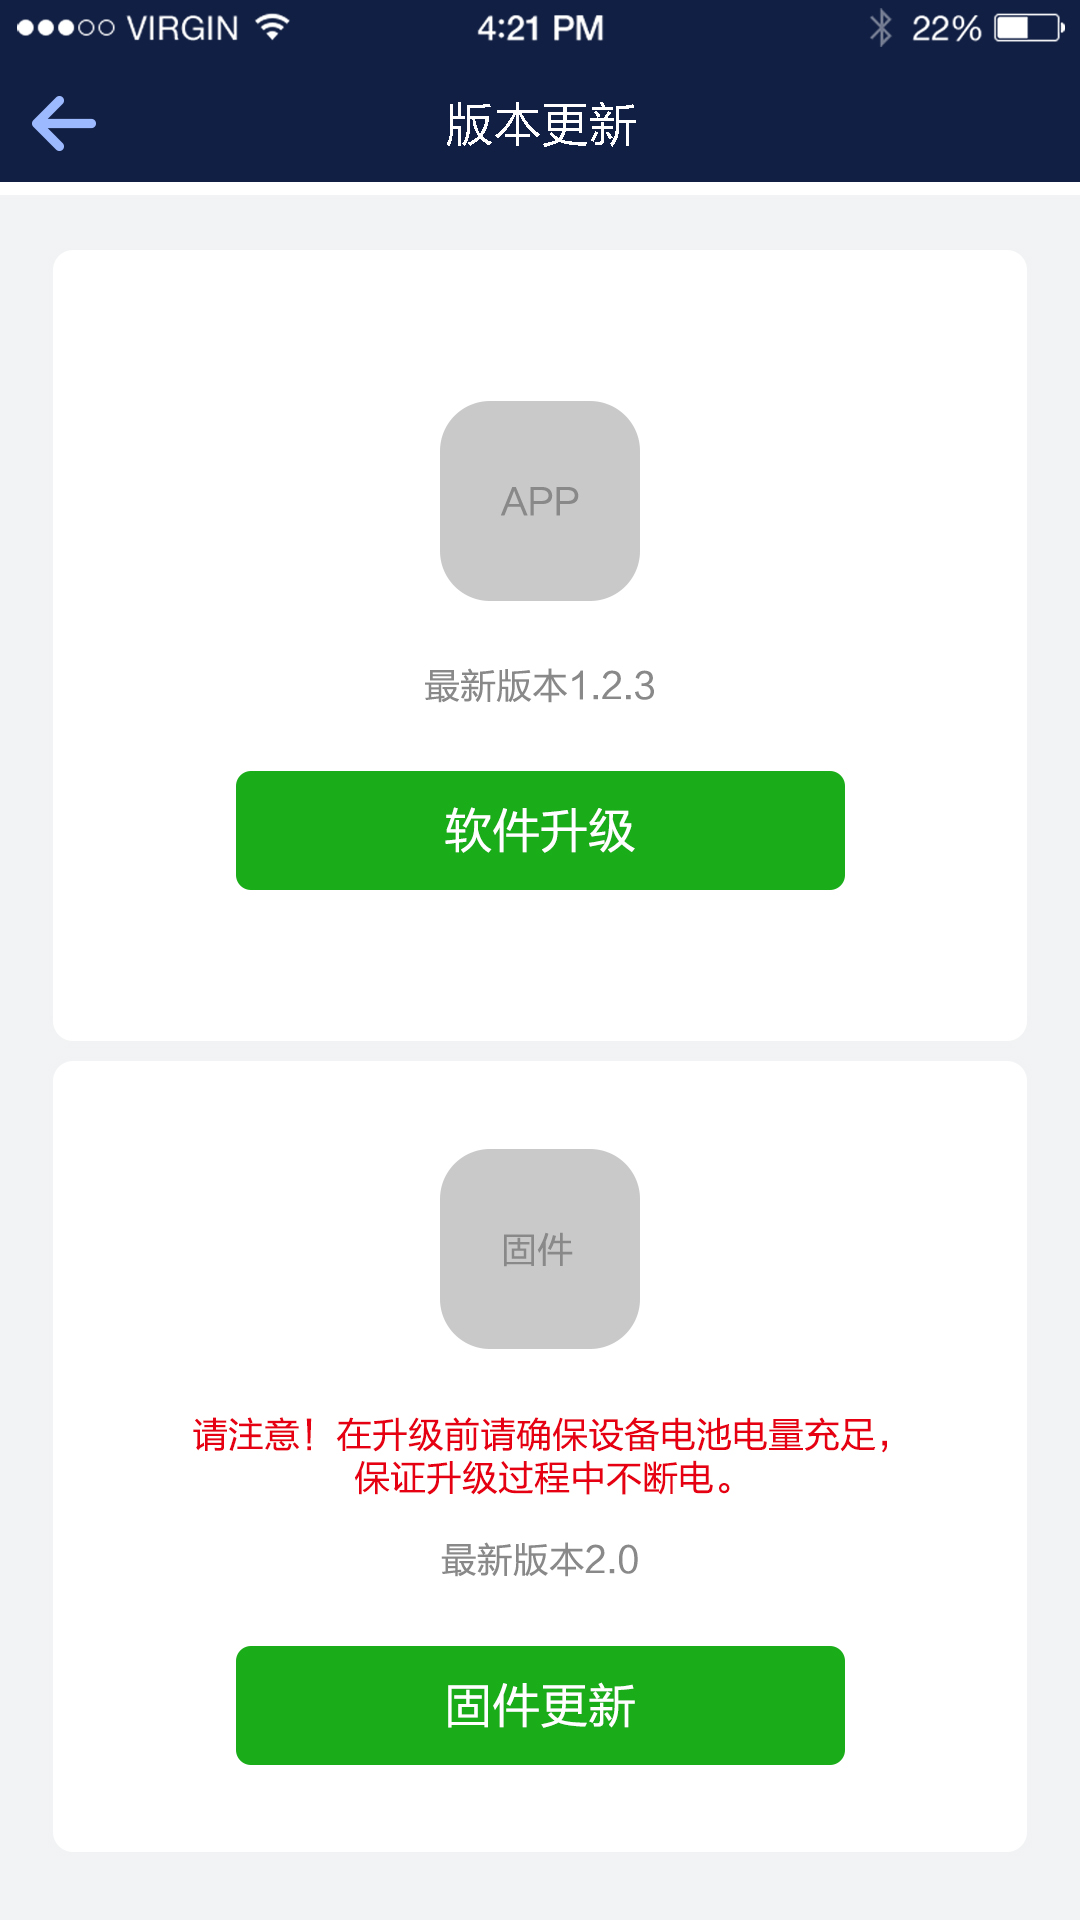 VIRGIN 4:21 PM 22%
版本更新
APP
最新版本1.2.3
软件升级
固件
请注意！在升级前请确保设备电池电量充足，
保证升级过程中不断电。
最新版本2.0
固件更新